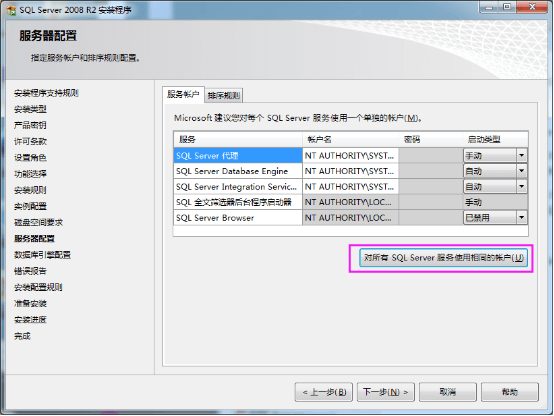 SQL Server 2008 R2 安装程序
服务器配置
指定服务帐户和排序规则配置。
安装程序支持规则
安装类型
产品密钥
许可条款
设置角色
功能选择
安装规则
实例配置
磁盘空间要求
服务器配置
数据库引擎配置
错误报告
安装配置规则
准备安装
安装进度
完成
服务帐户 排序规则
Microsoft 建议您对每个 SQL Server 服务使用一个单独的帐户(M)。
服务 帐户名 密码 启动类型
SQL Server 代理 NT AUTHORITY\SYST... 手动
SQL Server Database Engine NT AUTHORITY\SYST... 自动
SQL Server Integration Servic... NT AUTHORITY\SYST... 自动
SQL 全文筛选器后台程序启动器 NT AUTHORITY\LOC... 手动
SQL Server Browser NT AUTHORITY\LOC... 已禁用
对所有 SQL Server 服务使用相同的帐户(U)
< 上一步(B) 下一步(N) > 取消 帮助